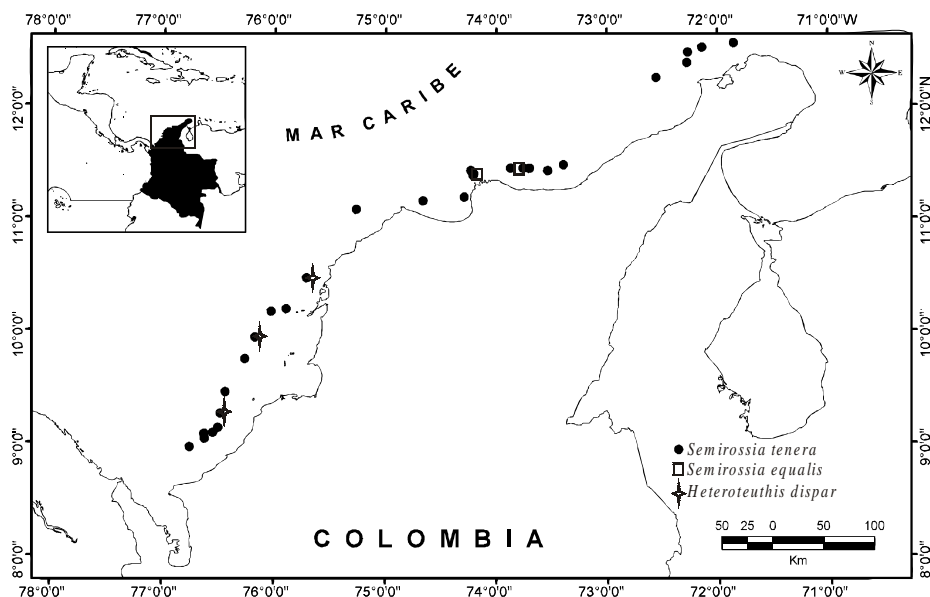 78°0'0" 77°0'0" 76°0'0" 75°0'0" 74°0'0" 73°0'0" 72°0'0" 71°0'0"W
MAR CARIBE
N
W E
S
12°0'0" 12°0'0"N
11°0'0" 11°0'0"
10°0'0" 10°0'0"
9°0'0" 9°0'0"
8°0'0" 8°0'0"
Semirossia tenera
Semirossia equalis
Heteroteuthis dispar
COLOMBIA
50 25 0 50 100
Km
78°0'0" 77°0'0" 76°0'0" 75°0'0" 74°0'0" 73°0'0" 72°0'0" 71°0'0"